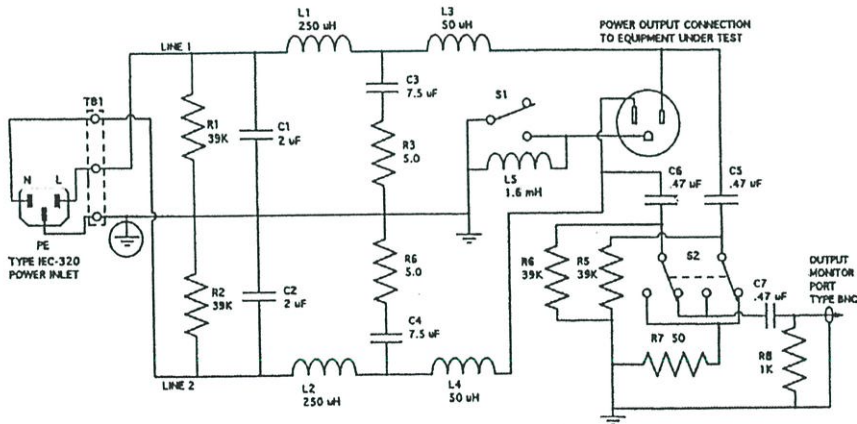 L1
250 uH
L3
50 uH
POWER OUTPUT CONNECTION
TO EQUIPMENT UNDER TEST
LINE 1
TB1
N L
PE
TYPE IEC-320
POWER INLET
R1
39K
C1
2 uF
C3
7.5 uF
R3
5.0
S1
L5
1.6 mH
C6
.47 uF
C5
.47 uF
R2
39K
C2
2 uF
R6
5.0
C4
7.5 uF
R6
39K
R5
39K
S2
C7
.47 uF
OUTPUT
MONITOR
PORT
TYPE BNC
R7 50
R8
1K
LINE 2
L2
250 uH
L4
50 uH